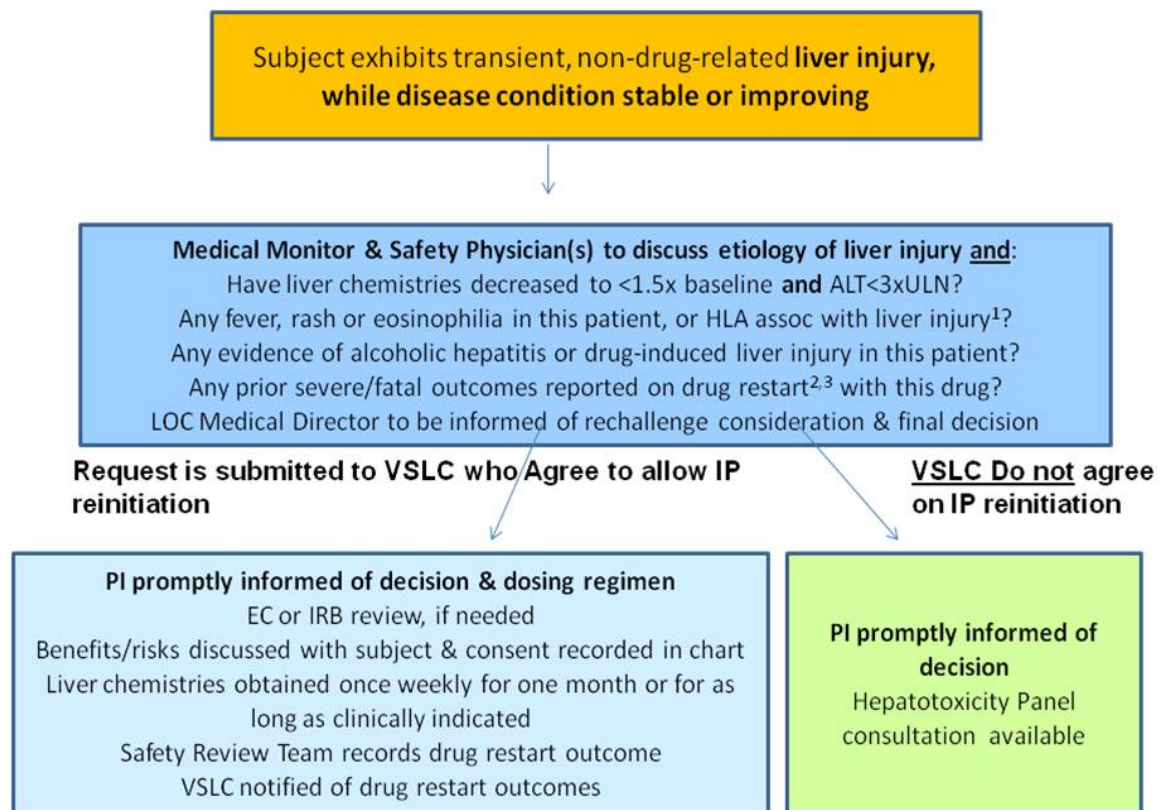 Subject exhibits transient, non-drug-related liver injury,
while disease condition stable or improving
Medical Monitor & Safety Physician(s) to discuss etiology of liver injury and:
Have liver chemistries decreased to <1.5x baseline and ALT<3xULN?
Any fever, rash or eosinophilia in this patient, or HLA assoc with liver injury¹?
Any evidence of alcoholic hepatitis or drug-induced liver injury in this patient?
Any prior severe/fatal outcomes reported on drug restart²,³ with this drug?
LOC Medical Director to be informed of rechallenge consideration & final decision
Request is submitted to VSLC who Agree to allow IP
reinitiation
VSLC Do not agree
on IP reinitiation
PI promptly informed of decision & dosing regimen
EC or IRB review, if needed
Benefits/risks discussed with subject & consent recorded in chart
Liver chemistries obtained once weekly for one month or for as
long as clinically indicated
Safety Review Team records drug restart outcome
VSLC notified of drug restart outcomes
PI promptly informed of
decision
Hepatotoxicity Panel
consultation available